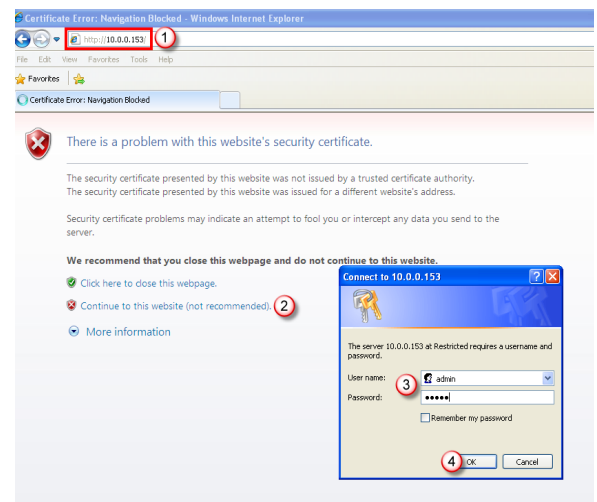 Certificate Error: Navigation Blocked - Windows Internet Explorer
http://10.0.0.153/
1
File Edit View Favorites Tools Help
Favorites
Certificate Error: Navigation Blocked
There is a problem with this website's security certificate.
The security certificate presented by this website was not issued by a trusted certificate authority.
The security certificate presented by this website was issued for a different website's address.
Security certificate problems may indicate an attempt to fool you or intercept any data you send to the
server.
We recommend that you close this webpage and do not continue to this website.
Click here to close this webpage.
Continue to this website (not recommended).
2
More information
Connect to 10.0.0.153
The server 10.0.0.153 at Restricted requires a username and
password.
User name:
3
admin
Password:
●●●●●
Remember my password
4
OK
Cancel